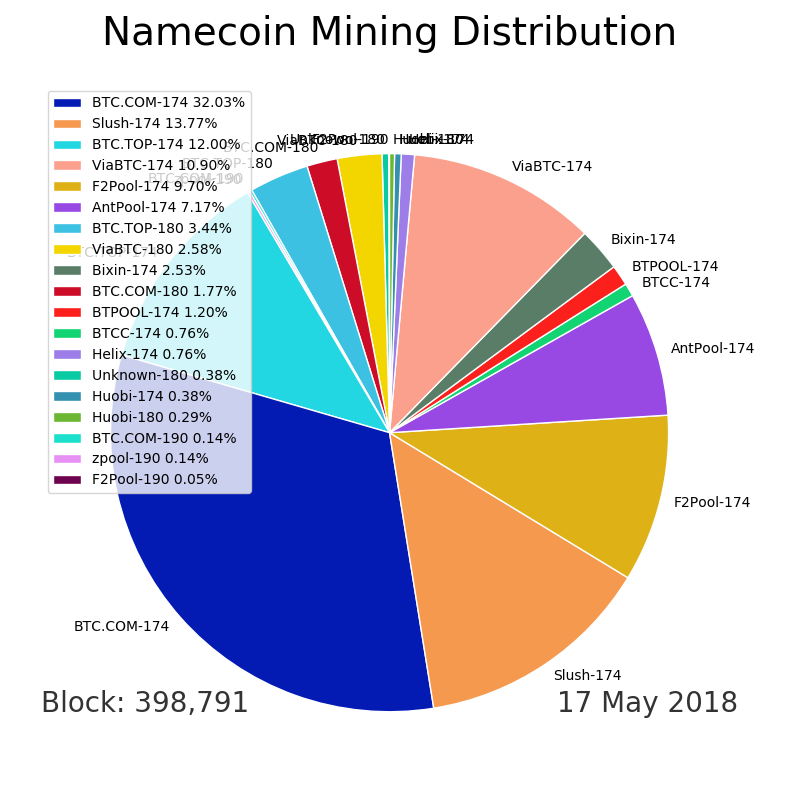 Namecoin Mining Distribution
BTC.COM-174 32.03%
Slush-174 13.77%
BTC.TOP-174 12.00%
ViaBTC-174 10.90%
F2Pool-174 9.70%
AntPool-174 7.17%
BTC.TOP-180 3.44%
ViaBTC-180 2.58%
Bixin-174 2.53%
BTC.COM-180 1.77%
BTPOOL-174 1.20%
BTCC-174 0.76%
Helix-174 0.76%
Unknown-180 0.38%
Huobi-174 0.38%
Huobi-180 0.29%
BTC.COM-190 0.14%
zpool-190 0.14%
F2Pool-190 0.05%
BTC.COM-180
ViaBTC-174
Bixin-174
BTPOOL-174
BTCC-174
AntPool-174
F2Pool-174
Slush-174
BTC.COM-174
Block: 398,791
17 May 2018